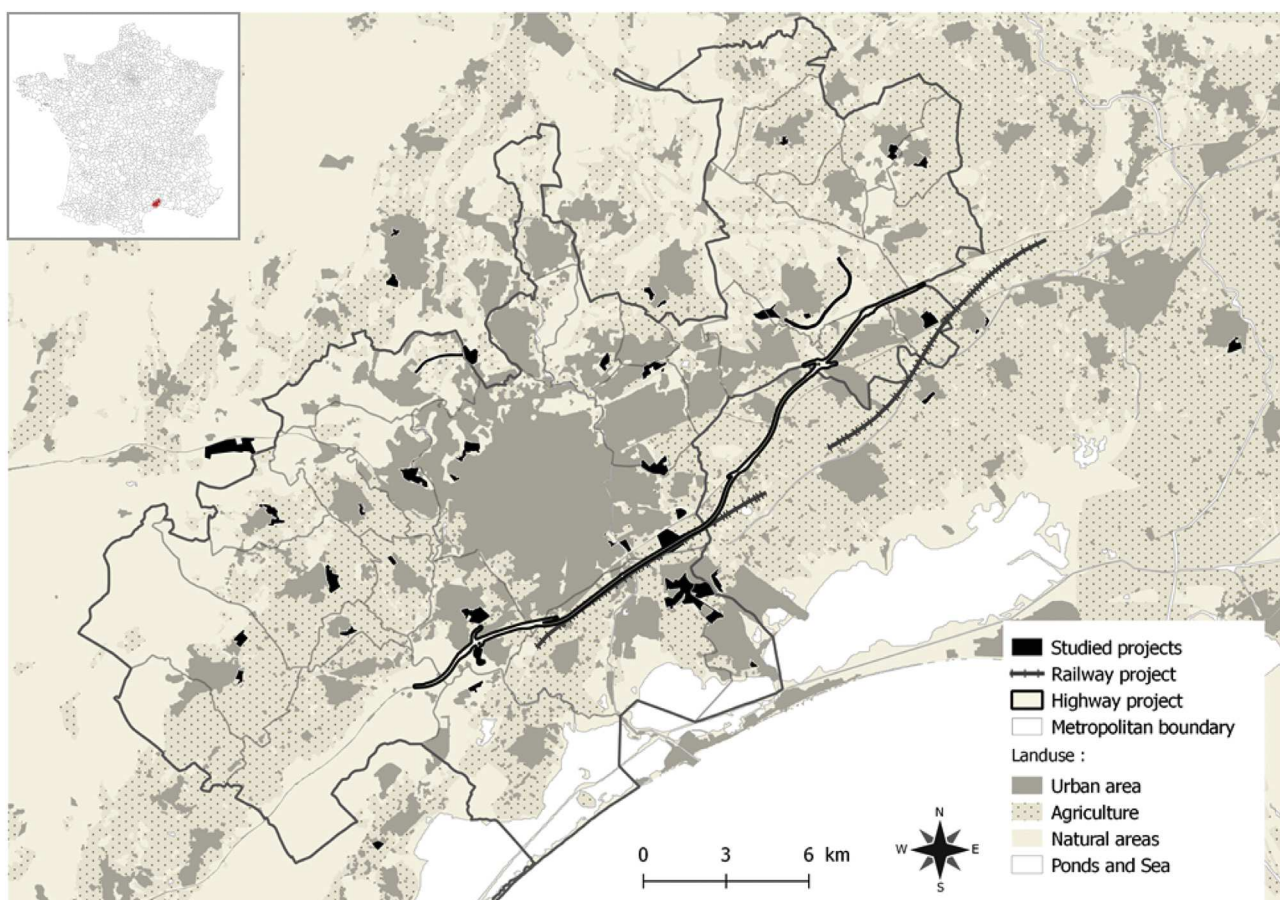 Studied projects
Railway project
Highway project
Metropolitan boundary
Landuse :
Urban area
Agriculture
Natural areas
Ponds and Sea
N
W E
S
0 3 6 km